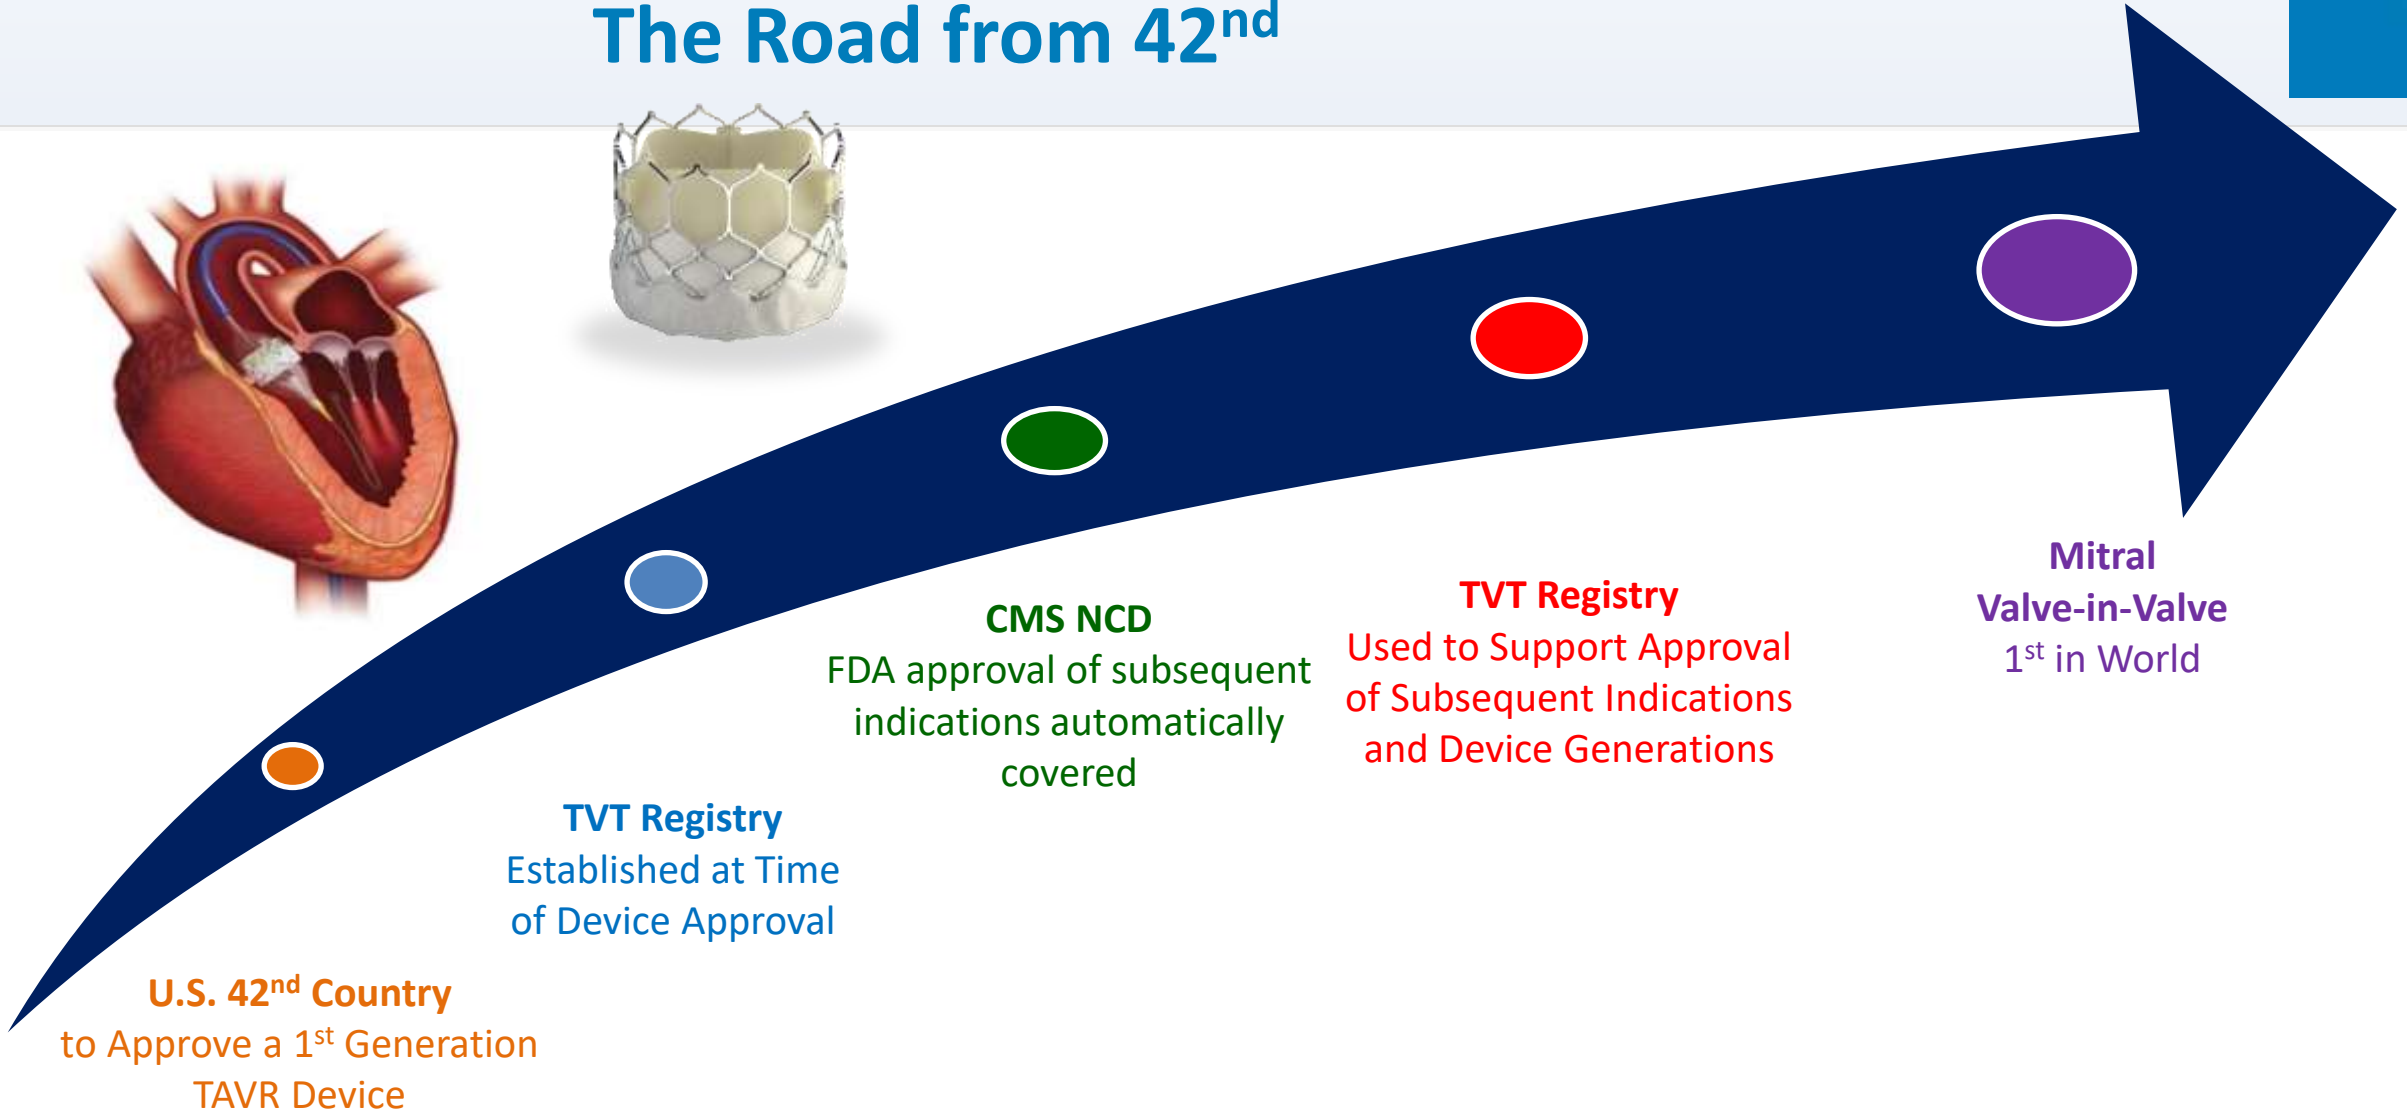 The Road from 42nd
U.S. 42nd Country
to Approve a 1st Generation
TAVR Device
TVT Registry
Established at Time
of Device Approval
CMS NCD
FDA approval of subsequent
indications automatically
covered
TVT Registry
Used to Support Approval
of Subsequent Indications
and Device Generations
Mitral
Valve-in-Valve
1st in World